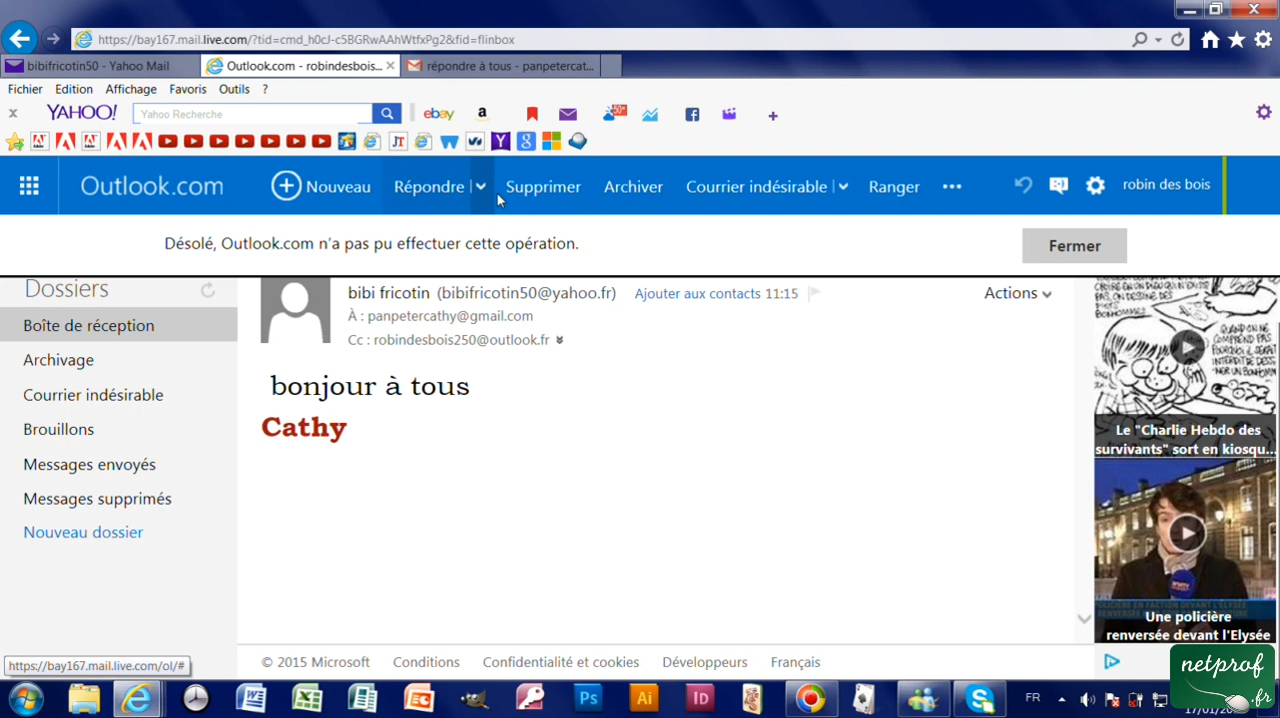 https://bay167.mail.live.com/?tid=cmd_h0cJ-c5BGRwAAhWtfxPg2&fid=flinbox
bibifricotin50 - Yahoo Mail
Outlook.com - robindesbois...
répondre à tous - panpetercat...
Fichier Edition Affichage Favoris Outils ?
x YAHOO! Yahoo Recherche ebay a 50+ f +
JT Y 8
Outlook.com Nouveau Répondre Supprimer Archiver Courrier indésirable Ranger ... robin des bois
Désolé, Outlook.com n'a pas pu effectuer cette opération. Fermer
Dossiers
Boîte de réception
Archivage
Courrier indésirable
Brouillons
Messages envoyés
Messages supprimés
Nouveau dossier
bibi fricotin (bibifricotin50@yahoo.fr) Ajouter aux contacts 11:15 Actions
À : panpetercathy@gmail.com
Cc : robindesbois250@outlook.fr
bonjour à tous
Cathy
Le "Charlie Hebdo des
survivants" sort en kiosqu...
Une policière
renversée devant l'Elysée
https://bay167.mail.live.com/ol/#
© 2015 Microsoft Conditions Confidentialité et cookies Développeurs Français
Ps Ai ID FR
netprof
.fr